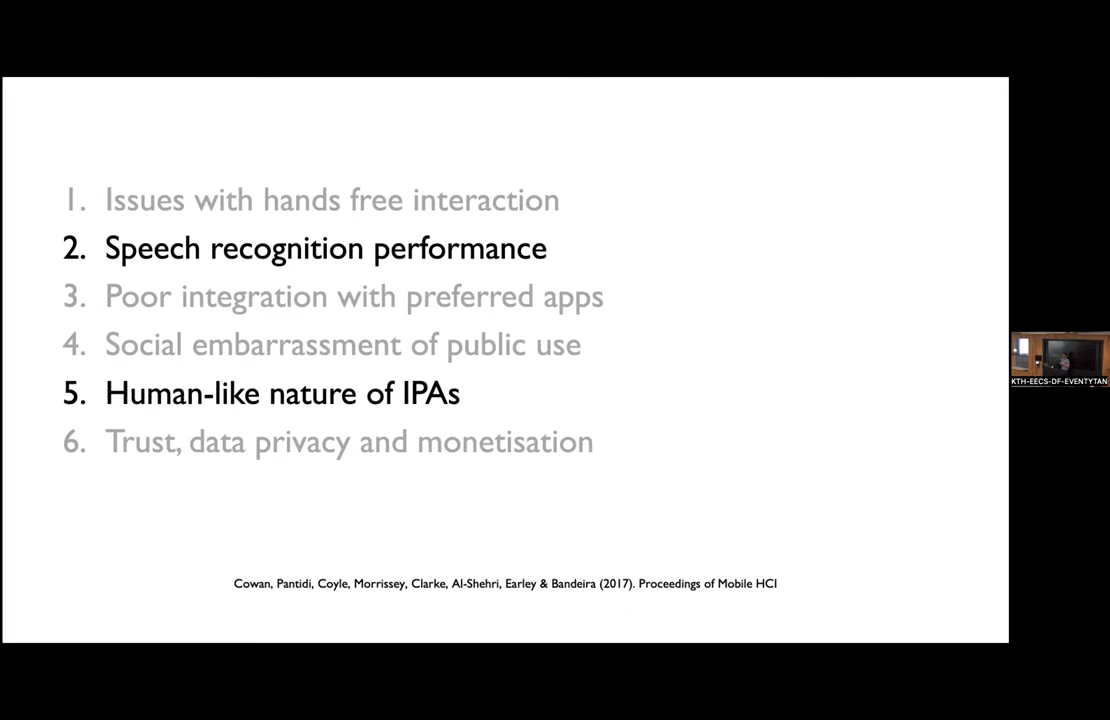 1. Issues with hands free interaction
2. Speech recognition performance
3. Poor integration with preferred apps
4. Social embarrassment of public use
5. Human-like nature of IPAs
6. Trust, data privacy and monetisation
KTH-EECS-DF-EVENTYTAN
Cowan, Pantidi, Coyle, Morrissey, Clarke, Al-Shehri, Earley & Bandeira (2017). Proceedings of Mobile HCI